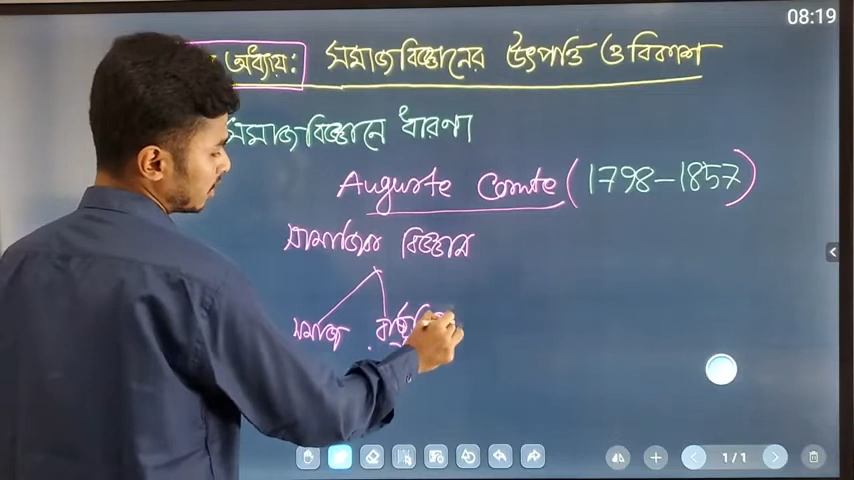 08:19
অধ্যায়: সমাজবিজ্ঞানের উৎপত্তি ও বিকাশ
সমাজবিজ্ঞানে ধারণা
Auguste Comte (1798-1857)
সামাজিক বিজ্ঞান
সমাজ
1/1